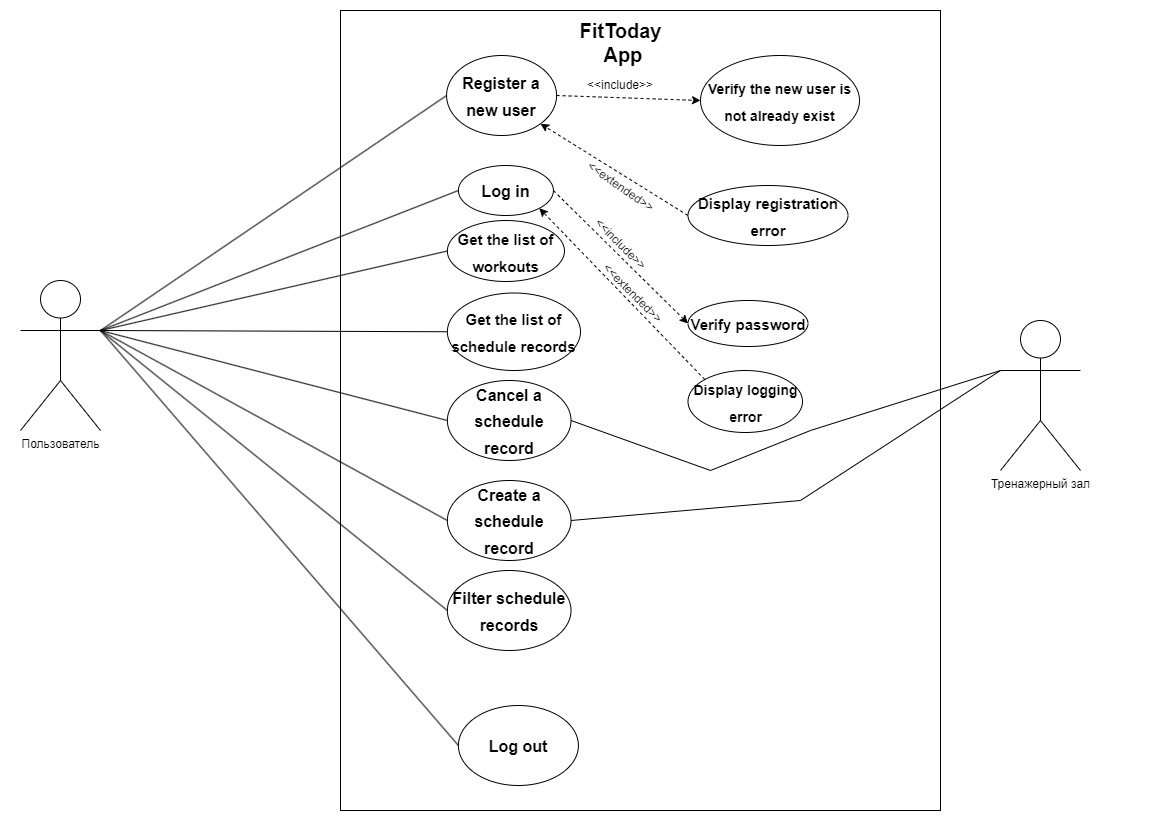 FitToday
App
Register a
new user
<<include>>
Verify the new user is
not already exist
<<extended>>
Display registration
error
Log in
<<include>>
<<extended>>
Get the list of
workouts
Get the list of
schedule records
Verify password
Display logging
error
Cancel a
schedule
record
Create a
schedule
record
Filter schedule
records
Log out
Пользователь
Тренажерный зал